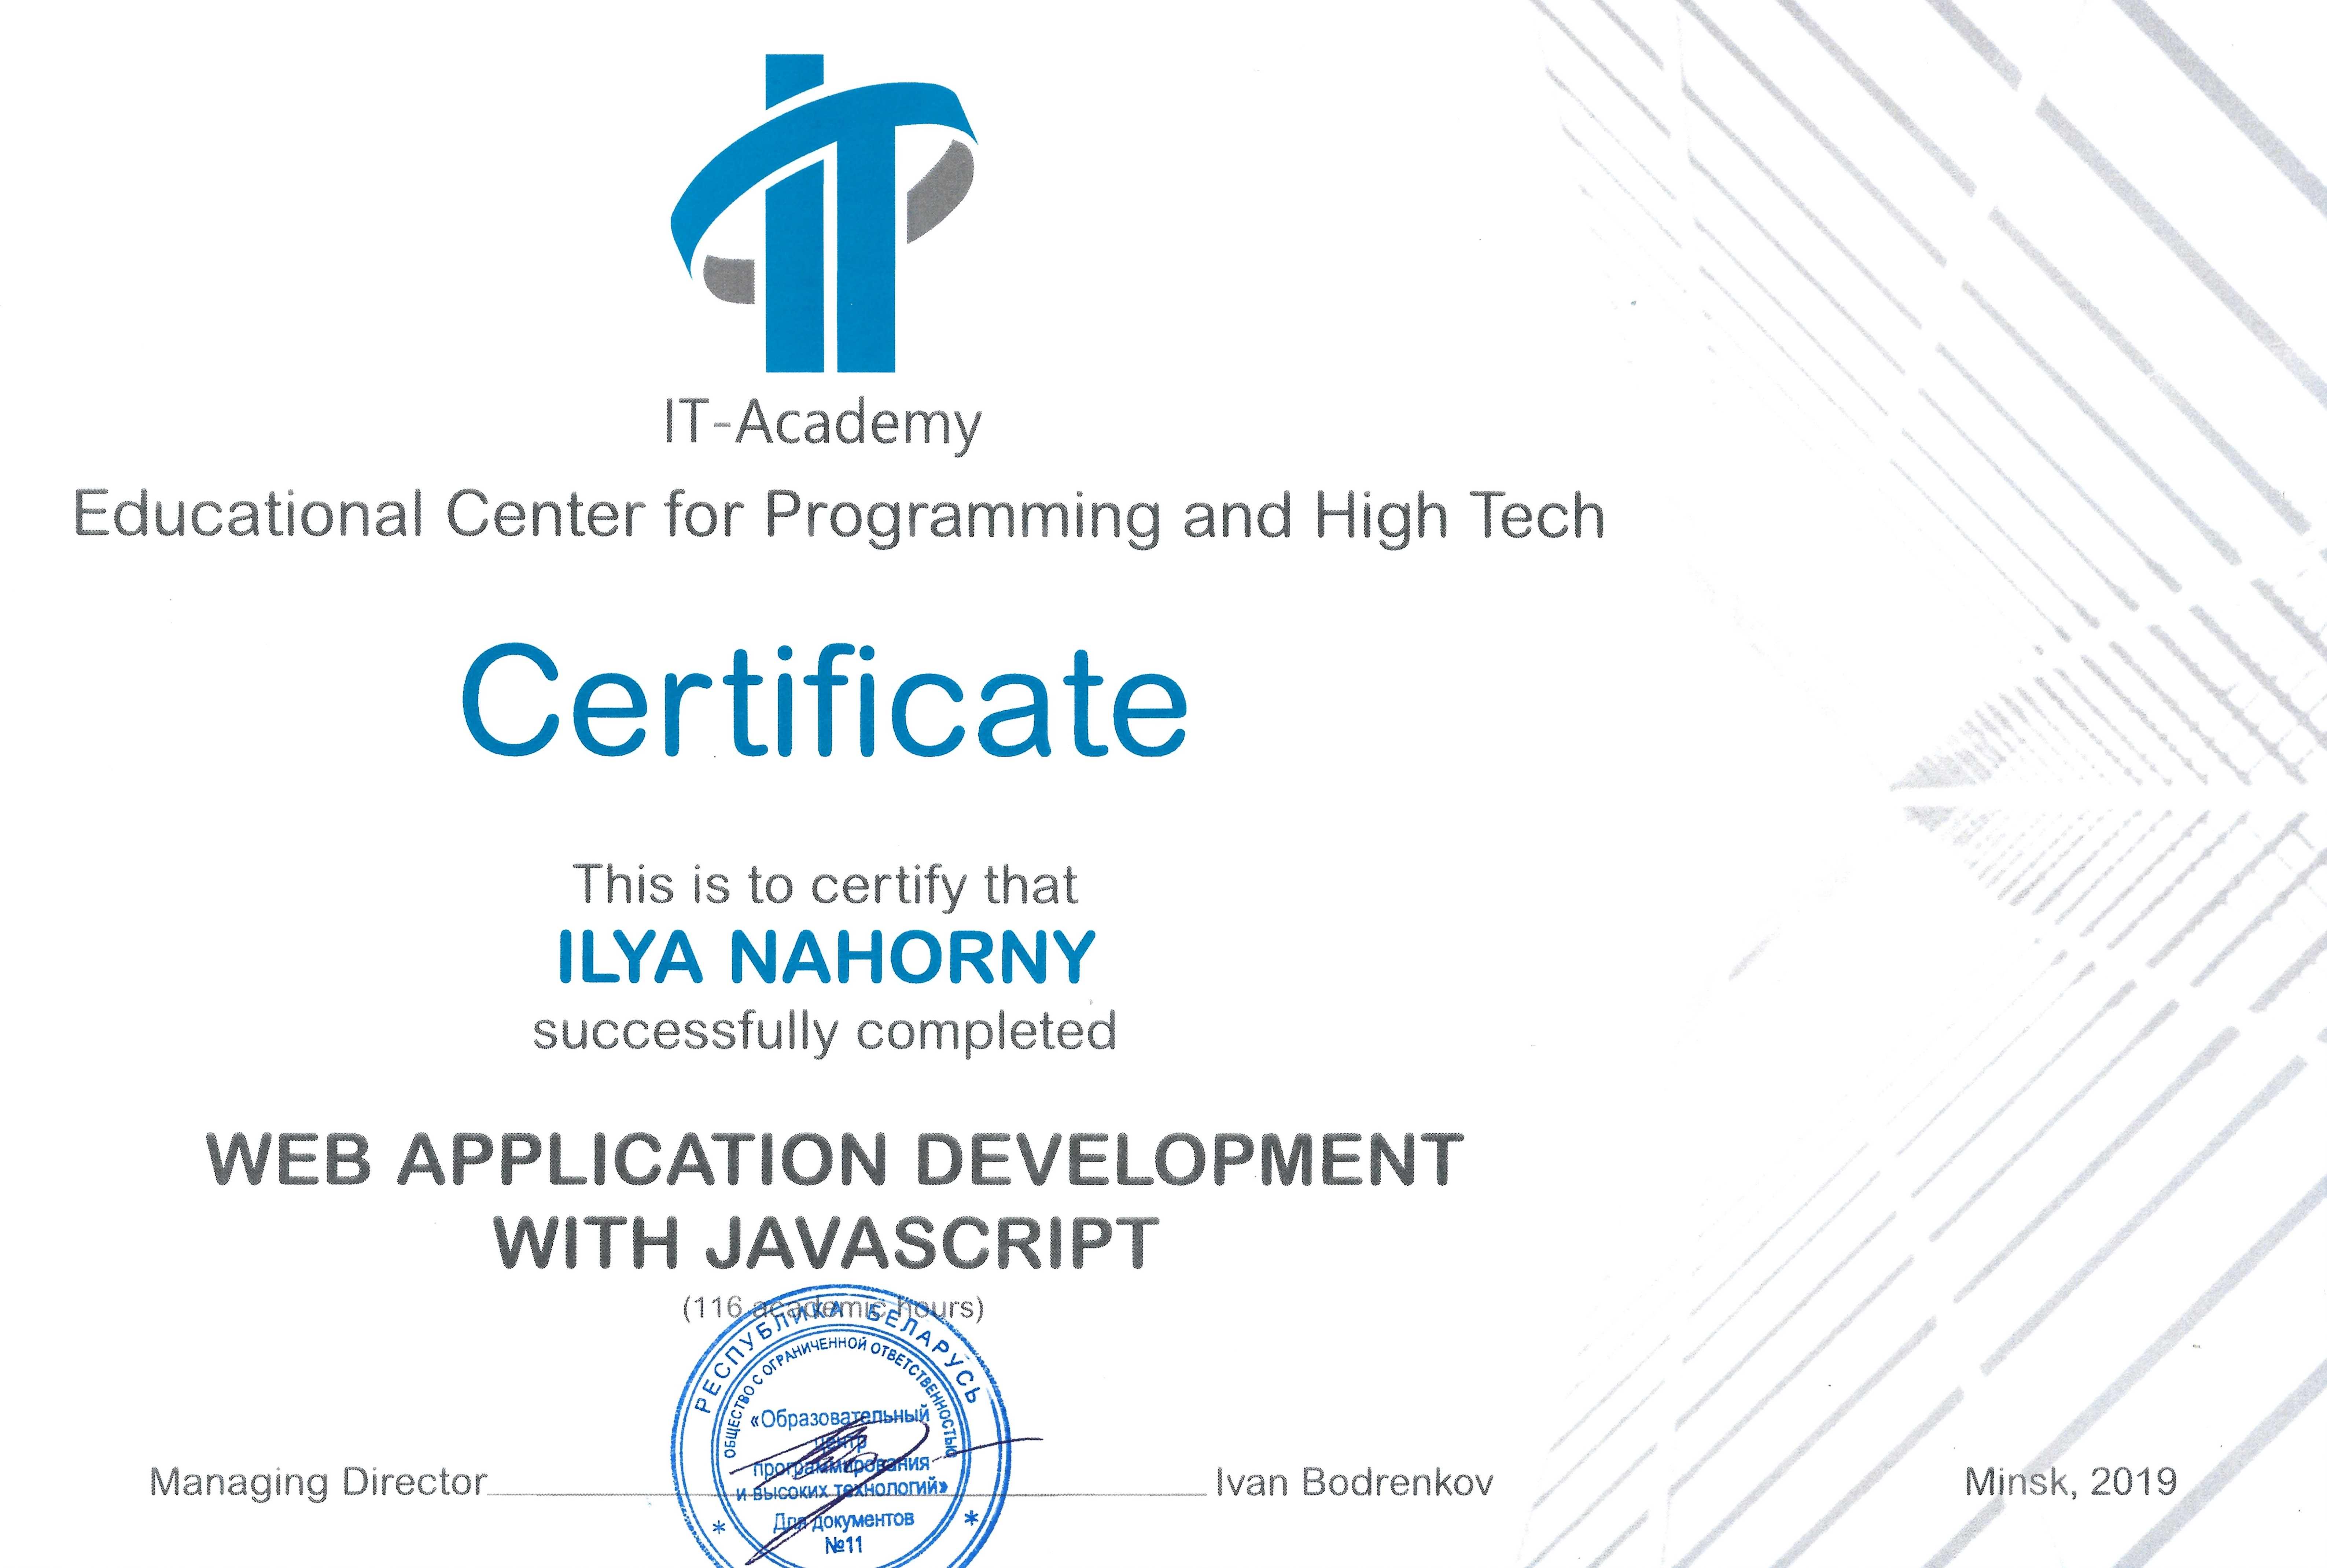 IT-Academy
Educational Center for Programming and High Tech
Certificate
This is to certify that
ILYA NAHORNY
successfully completed
WEB APPLICATION DEVELOPMENT
WITH JAVASCRIPT
(116 academic hours)
РЕСПУБЛИКА БЕЛАРУСЬ
ОБЩЕСТВО С ОГРАНИЧЕННОЙ ОТВЕТСТВЕННОСТЬЮ
«Образовательный
центр
программирования
и высоких технологий»
Для документов
№11
Managing Director Ivan Bodrenkov Minsk, 2019